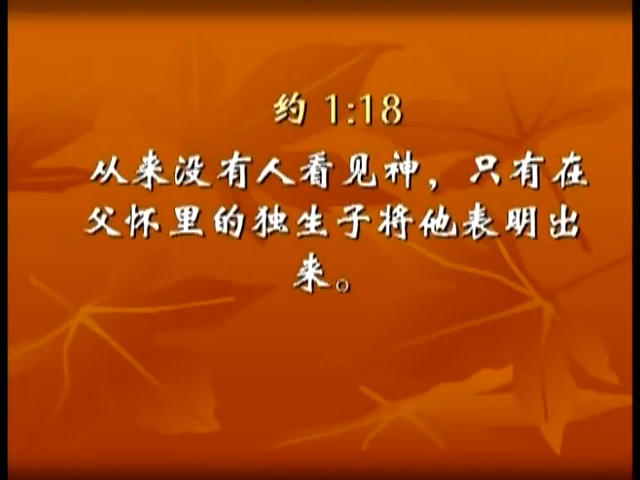 约 1:18
从来没有人看见神，只有在
父怀里的独生子将他表明出
来。